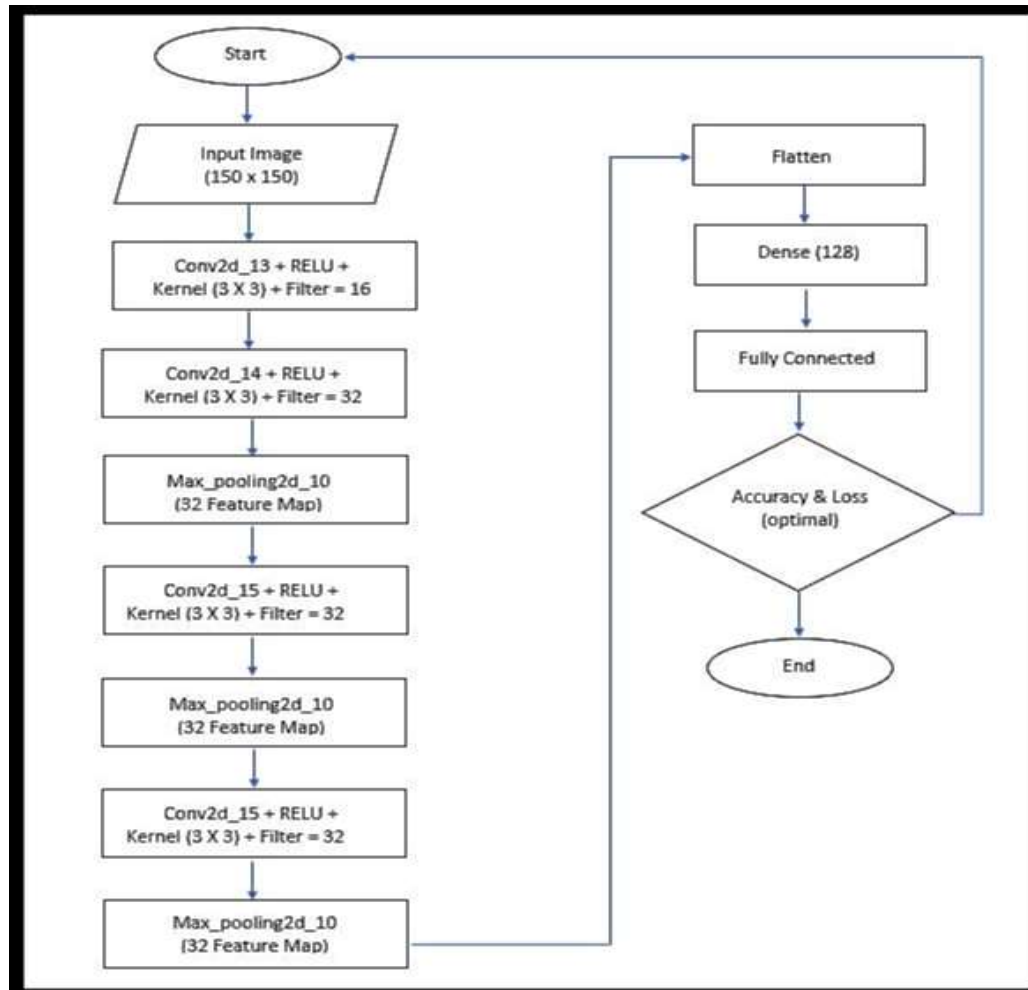 Start
Input Image
(150 x 150)
Conv2d_13 + RELU +
Kernel (3 X 3) + Filter = 16
Conv2d_14 + RELU +
Kernel (3 X 3) + Filter = 32
Max_pooling2d_10
(32 Feature Map)
Conv2d_15 + RELU +
Kernel (3 X 3) + Filter = 32
Max_pooling2d_10
(32 Feature Map)
Conv2d_15 + RELU +
Kernel (3 X 3) + Filter = 32
Max_pooling2d_10
(32 Feature Map)
Flatten
Dense (128)
Fully Connected
Accuracy & Loss
(optimal)
End